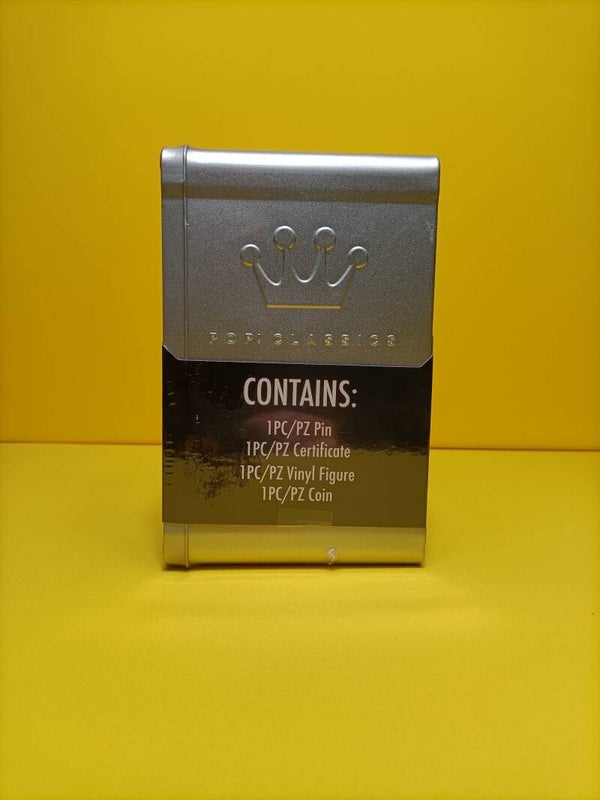 POP! CLASSICS
CONTAINS:
1PC/PZ Pin
1PC/PZ Certificate
1PC/PZ Vinyl Figure
1PC/PZ Coin